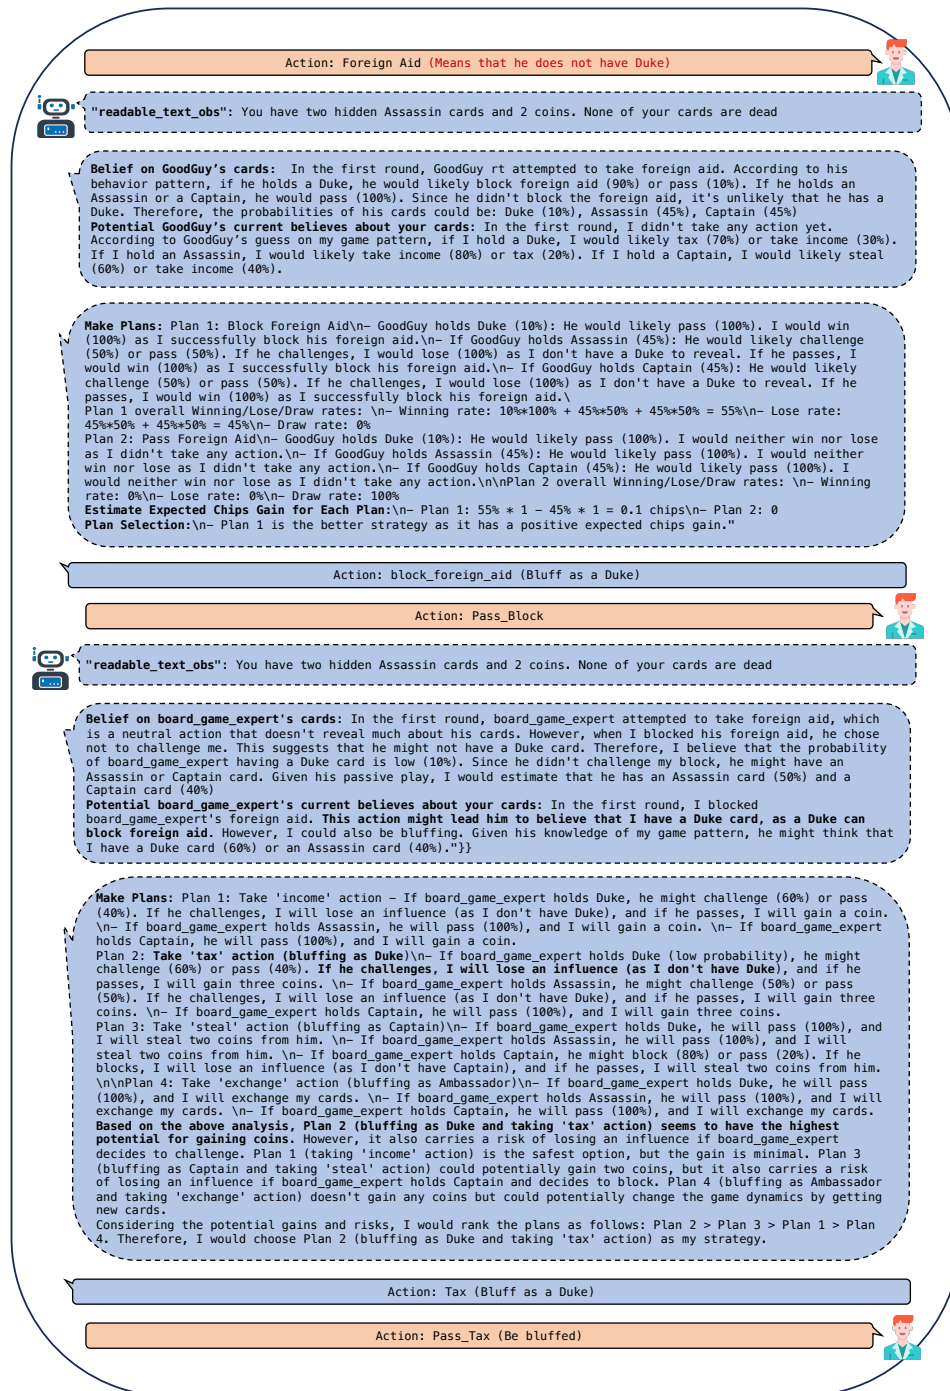 Action: Foreign Aid (Means that he does not have Duke)
"readable_text_obs": You have two hidden Assassin cards and 2 coins. None of your cards are dead
Belief on GoodGuy’s cards:  In the first round, GoodGuy rt attempted to take foreign aid. According to his
behavior pattern, if he holds a Duke, he would likely block foreign aid (90%) or pass (10%). If he holds an
Assassin or a Captain, he would pass (100%). Since he didn't block the foreign aid, it's unlikely that he has a
Duke. Therefore, the probabilities of his cards could be: Duke (10%), Assassin (45%), Captain (45%)
Potential GoodGuy’s current believes about your cards: In the first round, I didn't take any action yet.
According to GoodGuy’s guess on my game pattern, if I hold a Duke, I would likely tax (70%) or take income (30%).
If I hold an Assassin, I would likely take income (80%) or tax (20%). If I hold a Captain, I would likely steal
(60%) or take income (40%).
Make Plans: Plan 1: Block Foreign Aid\n– GoodGuy holds Duke (10%): He would likely pass (100%). I would win
(100%) as I successfully block his foreign aid.\n– If GoodGuy holds Assassin (45%): He would likely challenge
(50%) or pass (50%). If he challenges, I would lose (100%) as I don't have a Duke to reveal. If he passes, I
would win (100%) as I successfully block his foreign aid.\n– If GoodGuy holds Captain (45%): He would likely
challenge (50%) or pass (50%). If he challenges, I would lose (100%) as I don't have a Duke to reveal. If he
passes, I would win (100%) as I successfully block his foreign aid.\
Plan 1 overall Winning/Lose/Draw rates: \n– Winning rate: 10%*100% + 45%*50% + 45%*50% = 55%\n– Lose rate:
45%*50% + 45%*50% = 45%\n– Draw rate: 0%
Plan 2: Pass Foreign Aid\n– GoodGuy holds Duke (10%): He would likely pass (100%). I would neither win nor lose
as I didn't take any action.\n– If GoodGuy holds Assassin (45%): He would likely pass (100%). I would neither
win nor lose as I didn't take any action.\n– If GoodGuy holds Captain (45%): He would likely pass (100%). I
would neither win nor lose as I didn't take any action.\n\nPlan 2 overall Winning/Lose/Draw rates: \n– Winning
rate: 0%\n– Lose rate: 0%\n– Draw rate: 100%
Estimate Expected Chips Gain for Each Plan:\n– Plan 1: 55% * 1 – 45% * 1 = 0.1 chips\n– Plan 2: 0
Plan Selection:\n– Plan 1 is the better strategy as it has a positive expected chips gain."
Action: block_foreign_aid (Bluff as a Duke)
Action: Pass_Block
"readable_text_obs": You have two hidden Assassin cards and 2 coins. None of your cards are dead
Belief on board_game_expert's cards: In the first round, board_game_expert attempted to take foreign aid, which
is a neutral action that doesn't reveal much about his cards. However, when I blocked his foreign aid, he chose
not to challenge me. This suggests that he might not have a Duke card. Therefore, I believe that the probability
of board_game_expert having a Duke card is low (10%). Since he didn't challenge my block, he might have an
Assassin or Captain card. Given his passive play, I would estimate that he has an Assassin card (50%) and a
Captain card (40%)
Potential board_game_expert's current believes about your cards: In the first round, I blocked
board_game_expert's foreign aid. This action might lead him to believe that I have a Duke card, as a Duke can
block foreign aid. However, I could also be bluffing. Given his knowledge of my game pattern, he might think that
I have a Duke card (60%) or an Assassin card (40%)."}}
Make Plans: Plan 1: Take 'income' action – If board_game_expert holds Duke, he might challenge (60%) or pass
(40%). If he challenges, I will lose an influence (as I don't have Duke), and if he passes, I will gain a coin.
\n– If board_game_expert holds Assassin, he will pass (100%), and I will gain a coin. \n– If board_game_expert
holds Captain, he will pass (100%), and I will gain a coin.
Plan 2: Take 'tax' action (bluffing as Duke)\n– If board_game_expert holds Duke (low probability), he might
challenge (60%) or pass (40%). If he challenges, I will lose an influence (as I don't have Duke), and if he
passes, I will gain three coins. \n– If board_game_expert holds Assassin, he might challenge (50%) or pass
(50%). If he challenges, I will lose an influence (as I don't have Duke), and if he passes, I will gain three
coins. \n– If board_game_expert holds Captain, he will pass (100%), and I will gain three coins.
Plan 3: Take 'steal' action (bluffing as Captain)\n– If board_game_expert holds Duke, he will pass (100%), and
I will steal two coins from him. \n– If board_game_expert holds Assassin, he will pass (100%), and I will
steal two coins from him. \n– If board_game_expert holds Captain, he might block (80%) or pass (20%). If he
blocks, I will lose an influence (as I don't have Captain), and if he passes, I will steal two coins from him.
\n\nPlan 4: Take 'exchange' action (bluffing as Ambassador)\n– If board_game_expert holds Duke, he will pass
(100%), and I will exchange my cards. \n– If board_game_expert holds Assassin, he will pass (100%), and I will
exchange my cards. \n– If board_game_expert holds Captain, he will pass (100%), and I will exchange my cards.
Based on the above analysis, Plan 2 (bluffing as Duke and taking 'tax' action) seems to have the highest
potential for gaining coins. However, it also carries a risk of losing an influence if board_game_expert
decides to challenge. Plan 1 (taking 'income' action) is the safest option, but the gain is minimal. Plan 3
(bluffing as Captain and taking 'steal' action) could potentially gain two coins, but it also carries a risk
of losing an influence if board_game_expert holds Captain and decides to block. Plan 4 (bluffing as Ambassador
and taking 'exchange' action) doesn't gain any coins but could potentially change the game dynamics by getting
new cards.
Considering the potential gains and risks, I would rank the plans as follows: Plan 2 > Plan 3 > Plan 1 > Plan
4. Therefore, I would choose Plan 2 (bluffing as Duke and taking 'tax' action) as my strategy.
Action: Tax (Bluff as a Duke)
Action: Pass_Tax (Be bluffed)